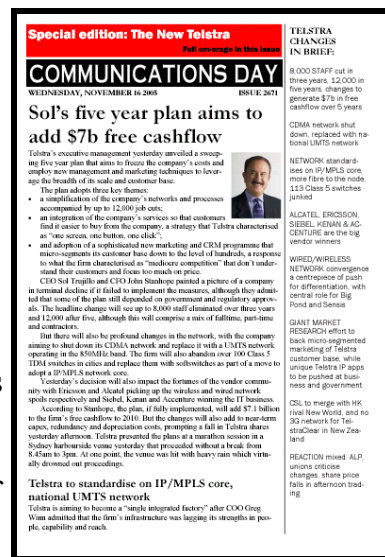 Special edition: The New Telstra
Full coverage in this issue
COMMUNICATIONS DAY
WEDNESDAY, NOVEMBER 16 2005 ISSUE 2671
Sol's five year plan aims to
add $7b free cashflow
Telstra's executive management yesterday unveiled a sweep-
ing five year plan that aims to freeze the company's costs and
employ new management and marketing techniques to lever-
age the breadth of its scale and customer base.
The plan adopts three key themes:
• a simplification of the company's networks and processes
accompanied by up to 12,000 job cuts;
• an integration of the company's services so that customers
find it easier to buy from the company, a strategy that Telstra characterised
as "one screen, one button, one click";
• and adoption of a sophisticated new marketing and CRM programme that
micro-segments its customer base down to the level of hundreds, a response
to what the firm characterised as "mediocre competition" that don't under-
stand their customers and focus too much on price.
CEO Sol Trujillo and CFO John Stanhope painted a picture of a company
in terminal decline if it failed to implement the measures, although they admit-
ted that some of the plan still depended on government and regulatory approv-
als. The headline change will see up to 8,000 staff eliminated over three years
and 12,000 after five, although this will comprise a mix of fulltime, part-time
and contractors.
But there will also be profound changes in the network, with the company
aiming to shut down its CDMA network and replace it with a UMTS network
operating in the 850MHz band. The firm will also abandon over 100 Class 5
TDM switches in cities and replace them with softswitches as part of a move to
adopt an IP/MPLS network core.
Yesterday's decision will also impact the fortunes of the vendor commu-
nity with Ericsson and Alcatel picking up the wireless and wired network
spoils respectively and Siebel, Kenan and Accenture winning the IT business.
According to Stanhope, the plan, if fully implemented, will add $7.1 billion
to the firm's free cashflow to 2010. But the changes will also add to near-term
capex, redundancy and depreciation costs, prompting a fall in Telstra shares
yesterday afternoon. Telstra presented the plans at a marathon session in a
Sydney harbourside venue yesterday that proceeded without a break from
8.45am to 3pm. At one point, the venue was hit with heavy rain which virtu-
ally drowned out proceedings.
Telstra to standardise on IP/MPLS core,
national UMTS network
Telstra is aiming to become a "single integrated factory" after COO Greg
Winn admitted that the firm's infrastructure was lagging its strengths in peo-
ple, capability and reach.
TELSTRA
CHANGES
IN BRIEF:
8,000 STAFF cut in
three years, 12,000 in
five years, changes to
generate $7b in free
cashflow over 5 years
CDMA network shut
down, replaced with na-
tional UMTS network
NETWORK standard-
ises on IP/MPLS core,
more fibre to the node,
113 Class 5 switches
junked
ALCATEL, ERICSSON,
SIEBEL, KENAN & AC-
CENTURE are the big
vendor winners
WIRED/WIRELESS
NETWORK convergence
a centrepiece of push
for differentiation, with
central role for Big
Pond and Sensis
GIANT MARKET
RESEARCH effort to
back micro-segmented
marketing of Telstra
customer base, while
unique Telstra IP apps
to be pushed at busi-
ness and government
CSL to merge with HK
rival New World, and no
3G network for Tel-
straClear in New Zea-
land
REACTION mixed: ALP,
unions criticise
changes, share price
falls in afternoon trad-
ing